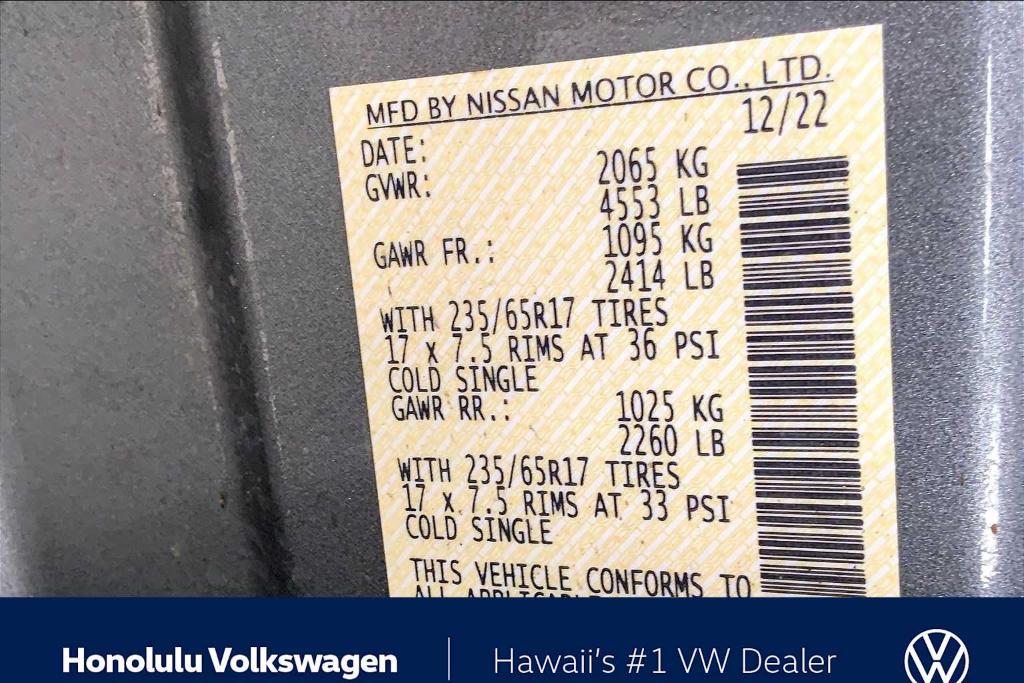 MFD BY NISSAN MOTOR CO., LTD.
DATE: 12/22
GVWR: 2065 KG
4553 LB
GAWR FR.: 1095 KG
2414 LB
WITH 235/65R17 TIRES
17 x 7.5 RIMS AT 36 PSI
COLD SINGLE
GAWR RR.: 1025 KG
2260 LB
WITH 235/65R17 TIRES
17 x 7.5 RIMS AT 33 PSI
COLD SINGLE
THIS VEHICLE CONFORMS TO
ALL
Honolulu Volkswagen | Hawaii's #1 VW Dealer